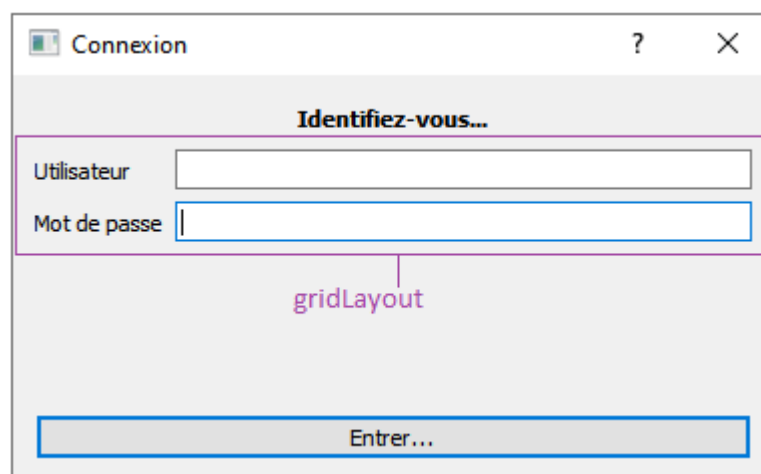 Connexion
?
Identifiez-vous...
Utilisateur
Mot de passe
gridLayout
Entrer...